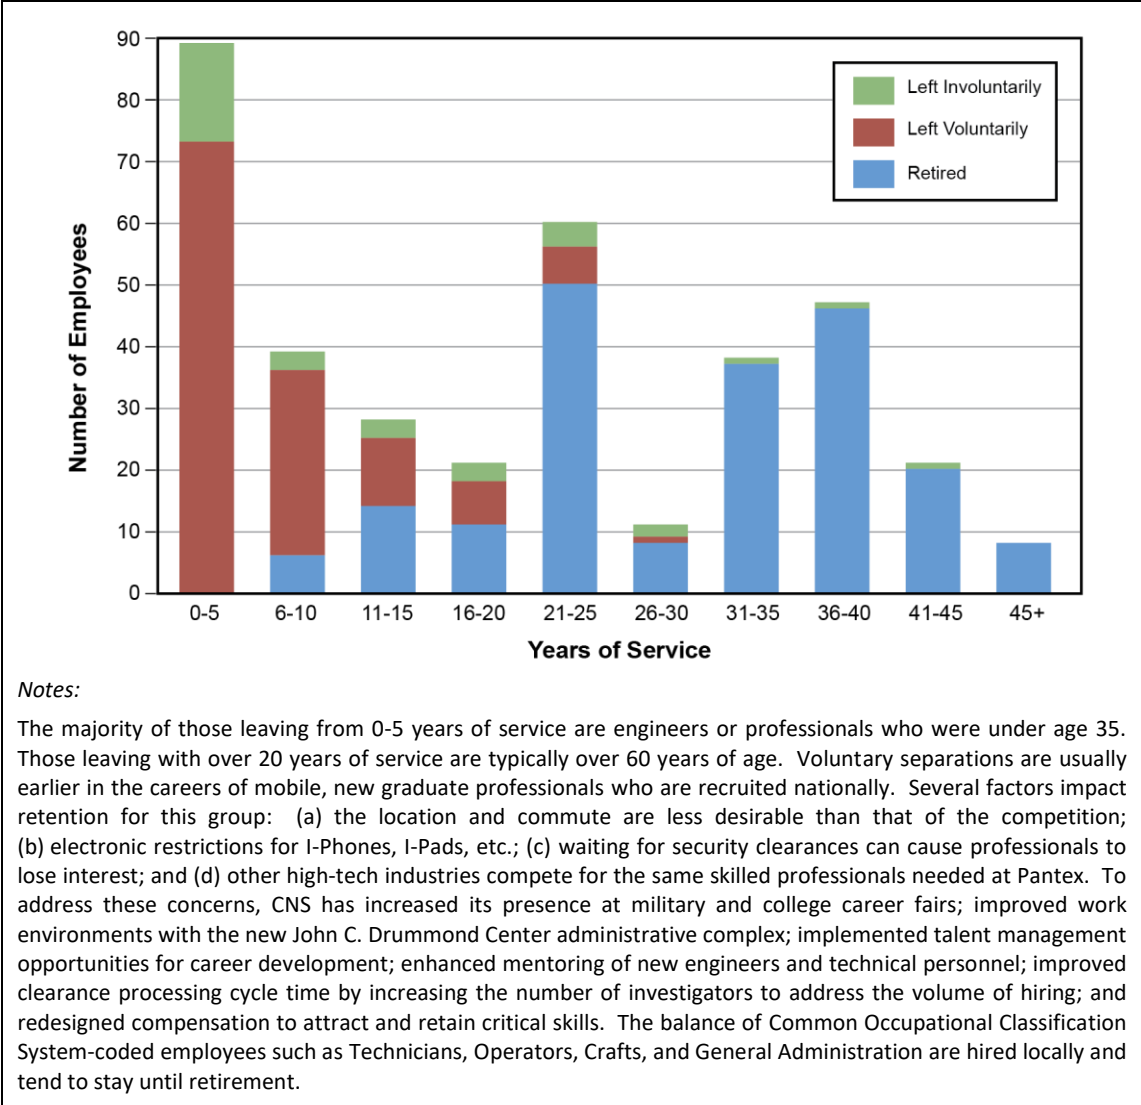 90
80
70
60
50
40
30
20
10
0
Number of Employees
Left Involuntarily
Left Voluntarily
Retired
0-5 6-10 11-15 16-20 21-25 26-30 31-35 36-40 41-45 45+
Years of Service
Notes:
The majority of those leaving from 0-5 years of service are engineers or professionals who were under age 35.
Those leaving with over 20 years of service are typically over 60 years of age. Voluntary separations are usually
earlier in the careers of mobile, new graduate professionals who are recruited nationally. Several factors impact
retention for this group: (a) the location and commute are less desirable than that of the competition;
(b) electronic restrictions for I-Phones, I-Pads, etc.; (c) waiting for security clearances can cause professionals to
lose interest; and (d) other high-tech industries compete for the same skilled professionals needed at Pantex. To
address these concerns, CNS has increased its presence at military and college career fairs; improved work
environments with the new John C. Drummond Center administrative complex; implemented talent management
opportunities for career development; enhanced mentoring of new engineers and technical personnel; improved
clearance processing cycle time by increasing the number of investigators to address the volume of hiring; and
redesigned compensation to attract and retain critical skills. The balance of Common Occupational Classification
System-coded employees such as Technicians, Operators, Crafts, and General Administration are hired locally and
tend to stay until retirement.